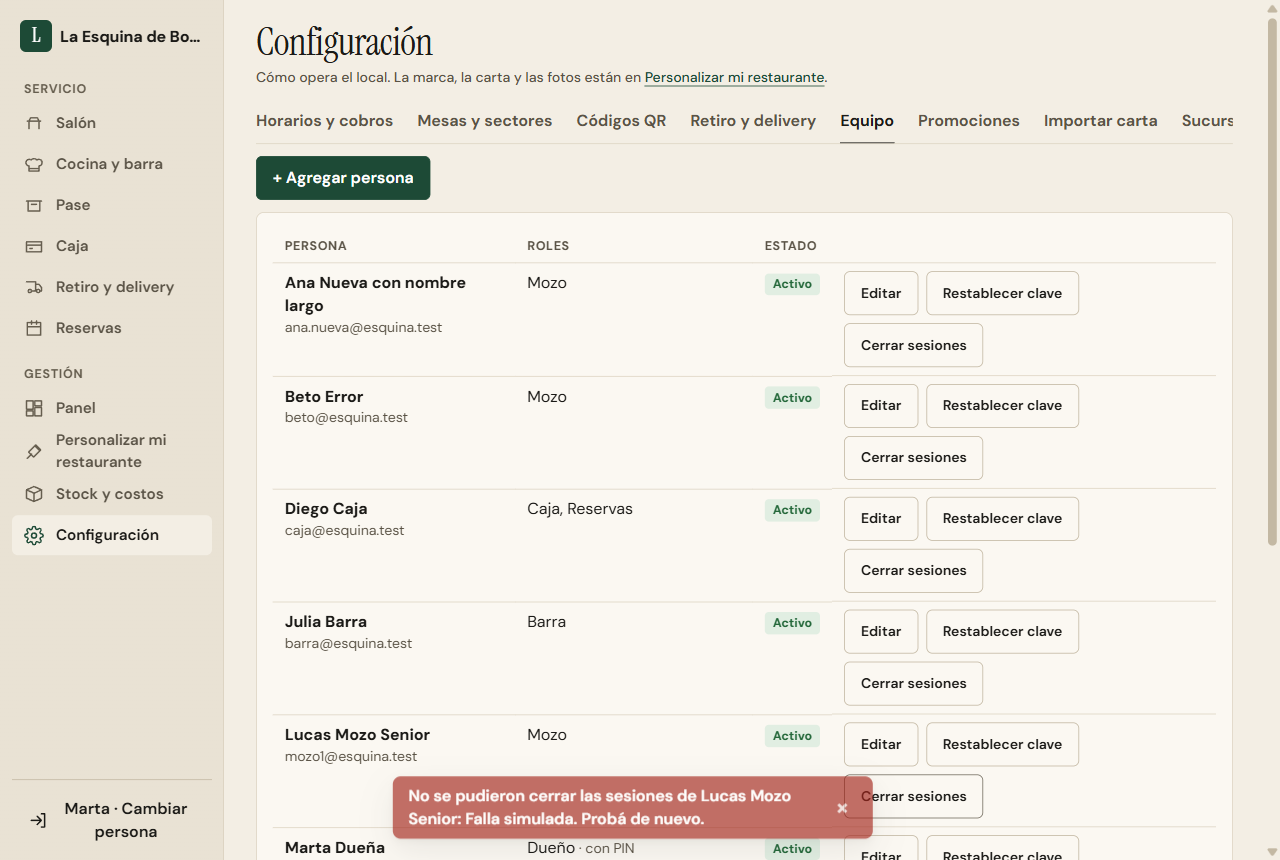 L La Esquina de Bo...
SERVICIO
Salón
Cocina y barra
Pase
Caja
Retiro y delivery
Reservas
GESTIÓN
Panel
Personalizar mi
restaurante
Stock y costos
Configuración
Marta · Cambiar
persona
Configuración
Cómo opera el local. La marca, la carta y las fotos están en Personalizar mi restaurante.
Horarios y cobros Mesas y sectores Códigos QR Retiro y delivery Equipo Promociones Importar carta Sucurs
+ Agregar persona
PERSONA ROLES ESTADO
Ana Nueva con nombre
largo
ana.nueva@esquina.test
Mozo
Activo
Editar Restablecer clave
Cerrar sesiones
Beto Error
beto@esquina.test
Mozo
Activo
Editar Restablecer clave
Cerrar sesiones
Diego Caja
caja@esquina.test
Caja, Reservas
Activo
Editar Restablecer clave
Cerrar sesiones
Julia Barra
barra@esquina.test
Barra
Activo
Editar Restablecer clave
Cerrar sesiones
Lucas Mozo Senior
mozo1@esquina.test
Mozo
Activo
Editar Restablecer clave
Cerrar sesiones
No se pudieron cerrar las sesiones de Lucas Mozo
Senior: Falla simulada. Probá de nuevo.
×
Marta Dueña
Dueño · con PIN
Activo
Editar Restablecer clave